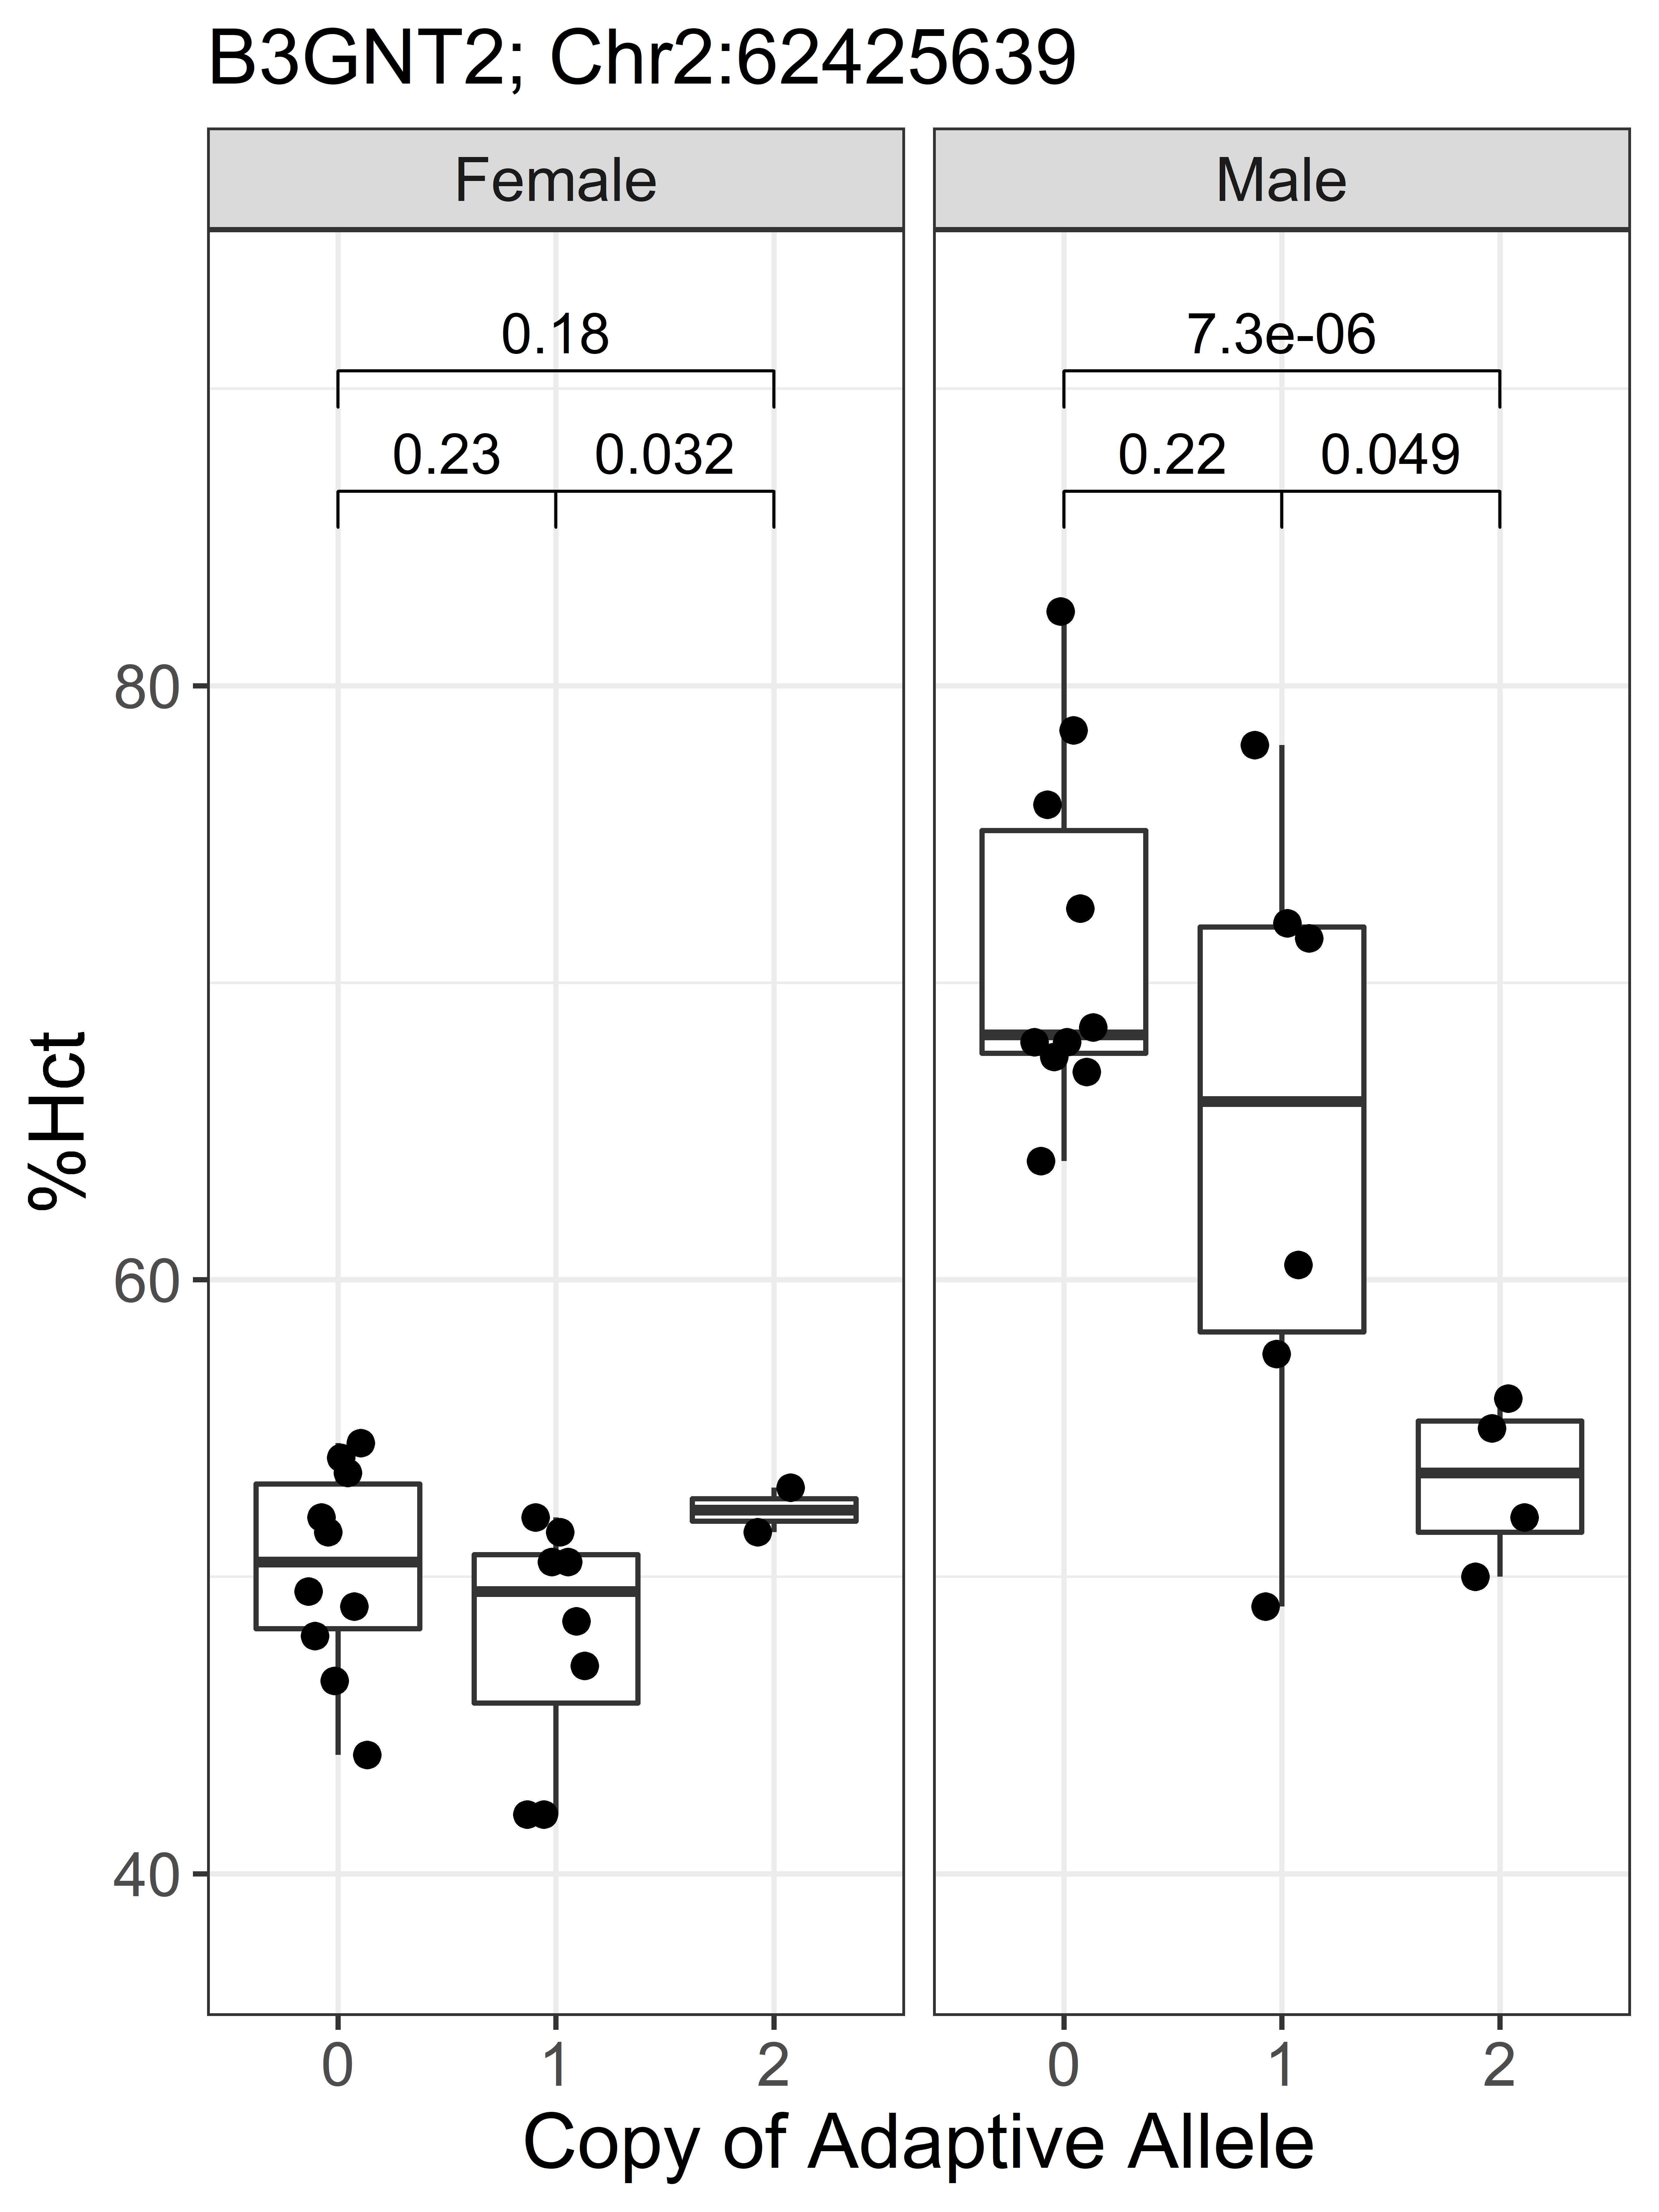 B3GNT2; Chr2:62425639
Female
Male
0.18
7.3e-06
0.23
0.032
0.22
0.049
80
60
40
%Hct
0
1
2
0
1
2
Copy of Adaptive Allele